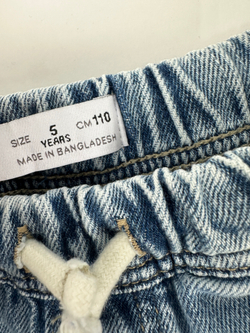 SIZE 5 YEARS CM 110
MADE IN BANGLADESH